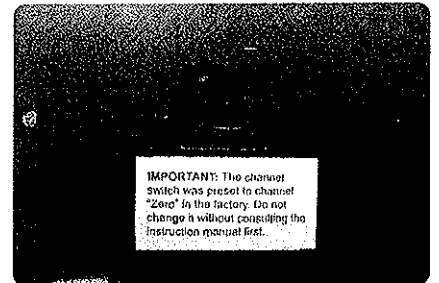 IMPORTANT: The channel
switch was preset to channel
"Zero" in the factory. Do not
change it without consulting the
instruction manual first.